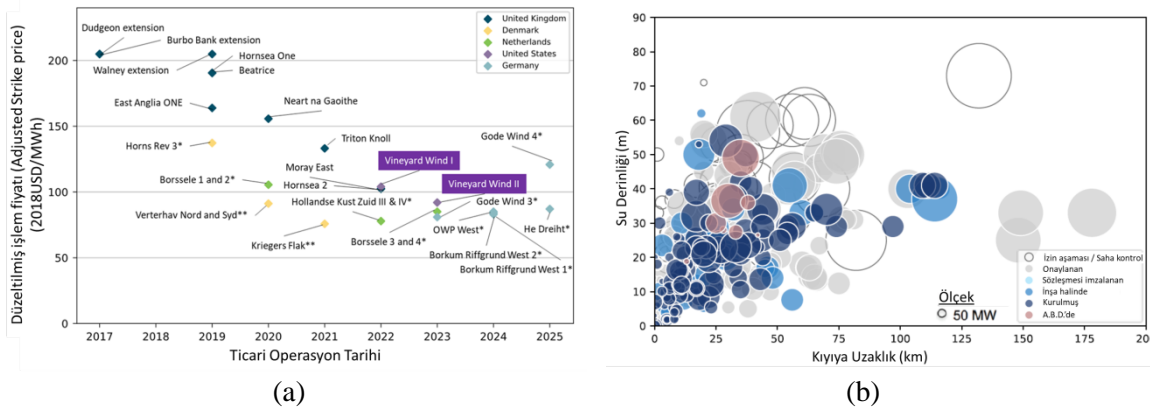 Düzeltilmiş işlem fiyatı (Adjusted Strike price)
(2018USD/MWh)
200
150
100
50
0
Dudgeon extension
Burbo Bank extension
Walney extension
Hornsea One
Beatrice
East Anglia ONE
Neart na Gaoithe
Horns Rev 3*
Triton Knoll
Gode Wind 4*
Borssele 1 and 2*
Moray East
Vineyard Wind I
Hornsea 2
Vineyard Wind II
Hollandse Kust Zuid III & IV*
Gode Wind 3*
Verterhav Nord and Syd**
OWP West*
He Dreiht*
Kriegers Flak**
Borssele 3 and 4*
Borkum Riffgrund West 2*
Borkum Riffgrund West 1*
United Kingdom
Denmark
Netherlands
United States
Germany
2017 2018 2019 2020 2021 2022 2023 2024 2025
Ticari Operasyon Tarihi
(a)
Su Derinliği (m)
90
80
70
60
50
40
30
20
10
0
İzin aşaması / Saha kontrol
Onaylanan
Sözleşmesi imzalanan
İnşa halinde
Kurulmuş
A.B.D.'de
Ölçek
50 MW
0 25 50 75 100 125 150 175 200
Kıyıya Uzaklık (km)
(b)